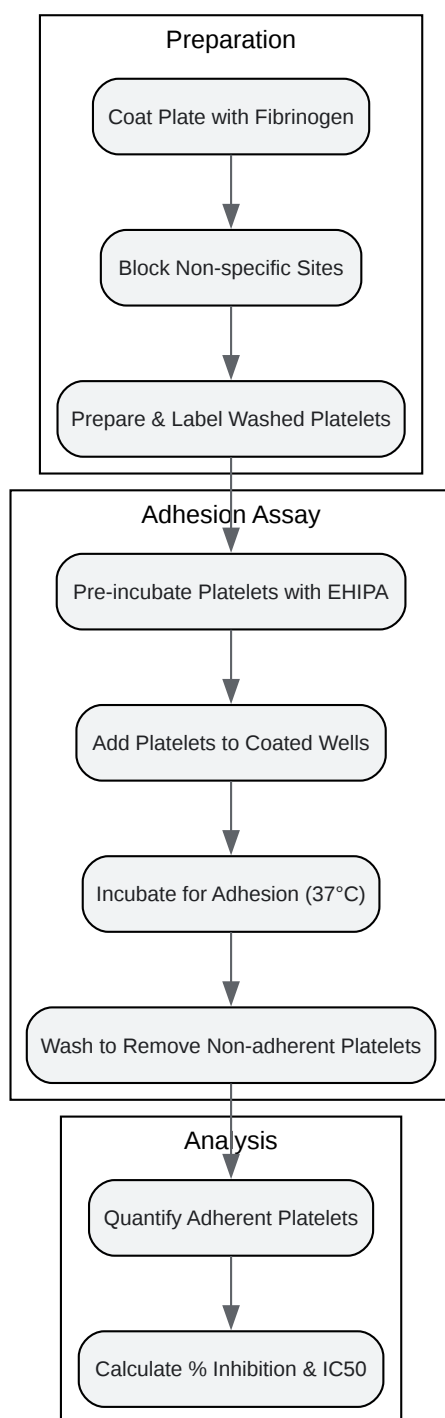 Preparation
Coat Plate with Fibrinogen
Block Non-specific Sites
Prepare & Label Washed Platelets
Adhesion Assay
Pre-incubate Platelets with EHIPA
Add Platelets to Coated Wells
Incubate for Adhesion (37°C)
Wash to Remove Non-adherent Platelets
Analysis
Quantify Adherent Platelets
Calculate % Inhibition & IC50